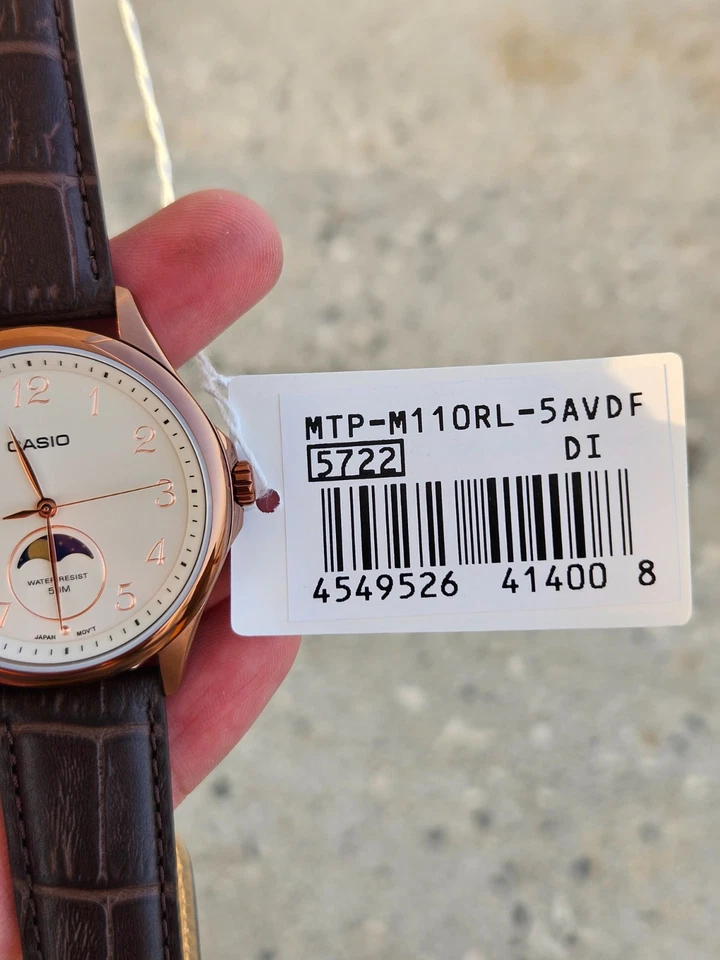 12 1
CASIO 2
3
4
WATER RESIST
5
7
JAPAN MOV'T
MTP-M110RL-5AVDF
5722 DI
4549526 41400 8